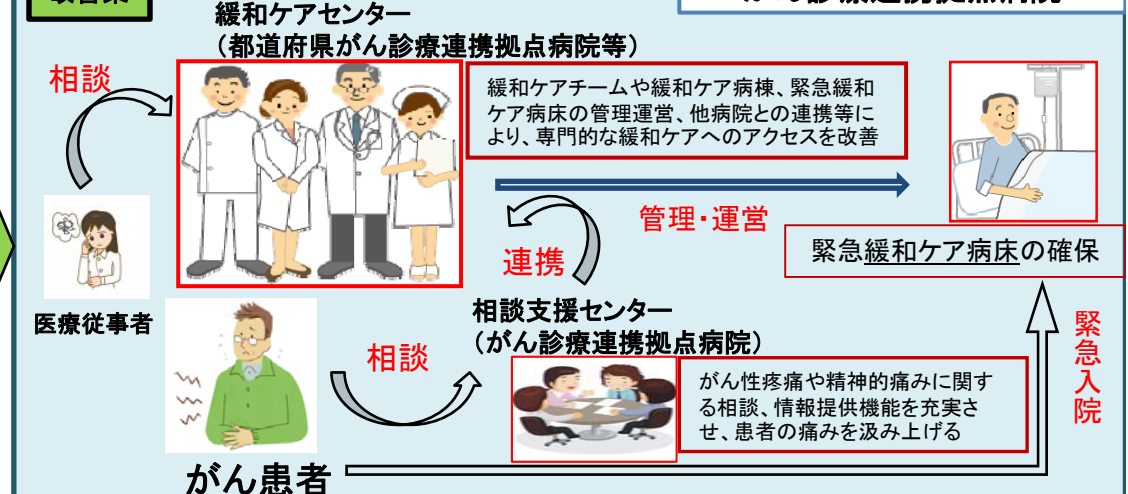 緩和ケアセンター
(都道府県がん診療連携拠点病院等)
相談
緩和ケアチームや緩和ケア病棟、緊急緩和
ケア病床の管理運営、他病院との連携等に
より、専門的な緩和ケアへのアクセスを改善
管理・運営
連携
緊急緩和ケア病床の確保
医療従事者
相談支援センター
(がん診療連携拠点病院)
相談
がん性疼痛や精神的痛みに関す
る相談、情報提供機能を充実さ
せ、患者の痛みを汲み上げる
緊急入院
がん患者